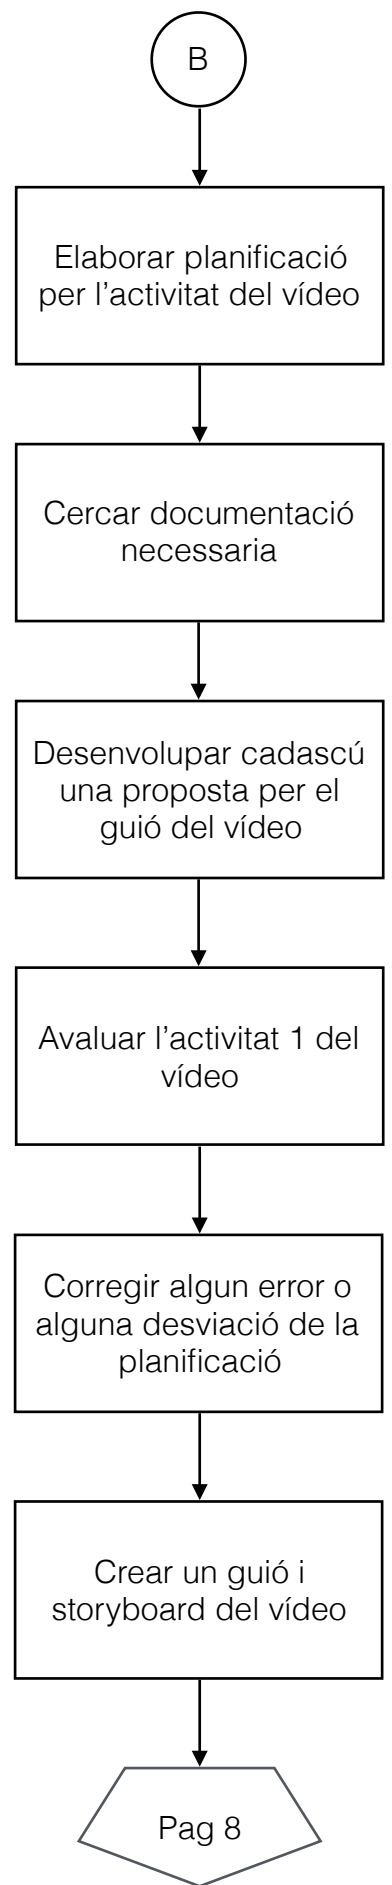 B
Elaborar planificació
per l’activitat del vídeo
Cercar documentació
necessaria
Desenvolupar cadascú
una proposta per el
guió del vídeo
Avaluar l’activitat 1 del
vídeo
Corregir algun error o
alguna desviació de la
planificació
Crear un guió i
storyboard del vídeo
Pag 8